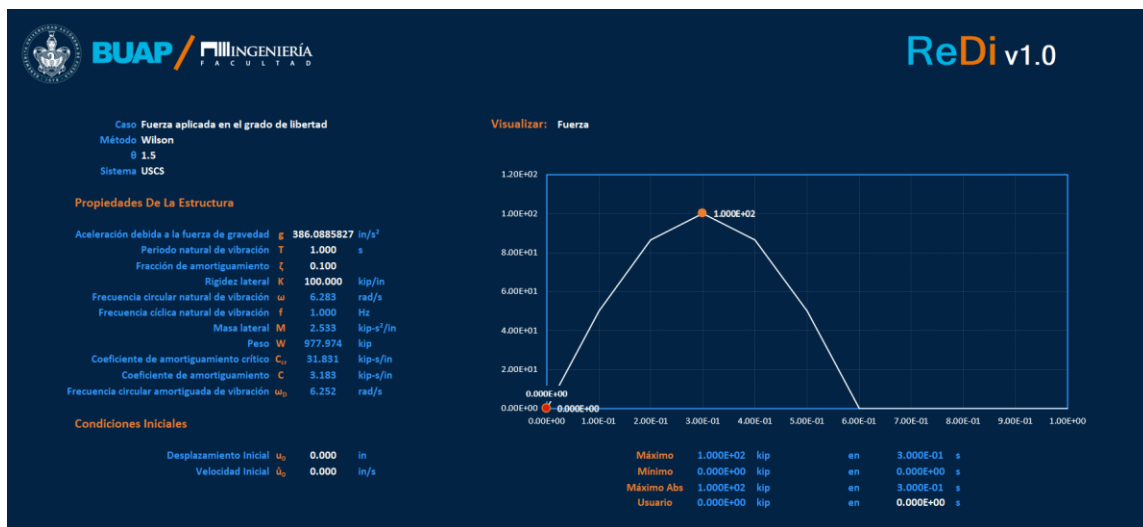 BUAP / INGENIERÍA
FACULTAD
ReDi v1.0
Caso Fuerza aplicada en el grado de libertad
Método Wilson
θ 1.5
Sistema USCS
Propiedades De La Estructura
Aceleración debida a la fuerza de gravedad g 386.0885827 in/s²
Periodo natural de vibración T 1.000 s
Fracción de amortiguamiento ζ 0.100
Rigidez lateral K 100.000 kip/in
Frecuencia circular natural de vibración ω 6.283 rad/s
Frecuencia cíclica natural de vibración f 1.000 Hz
Masa lateral M 2.533 kip-s²/in
Peso W 977.974 kip
Coeficiente de amortiguamiento crítico Ccr 31.831 kip-s/in
Coeficiente de amortiguamiento C 3.183 kip-s/in
Frecuencia circular amortiguada de vibración ωD 6.252 rad/s
Condiciones Iniciales
Desplazamiento Inicial u₀ 0.000 in
Velocidad Inicial u̇₀ 0.000 in/s
Visualizar: Fuerza
1.20E+02
1.00E+02
8.00E+01
6.00E+01
4.00E+01
2.00E+01
0.00E+00
1.000E+02
0.000E+00
0.000E+00
0.00E+00 1.00E-01 2.00E-01 3.00E-01 4.00E-01 5.00E-01 6.00E-01 7.00E-01 8.00E-01 9.00E-01 1.00E+00
Máximo 1.000E+02 kip en 3.000E-01 s
Mínimo 0.000E+00 kip en 0.000E+00 s
Máximo Abs 1.000E+02 kip en 3.000E-01 s
Usuario 0.000E+00 kip en 0.000E+00 s